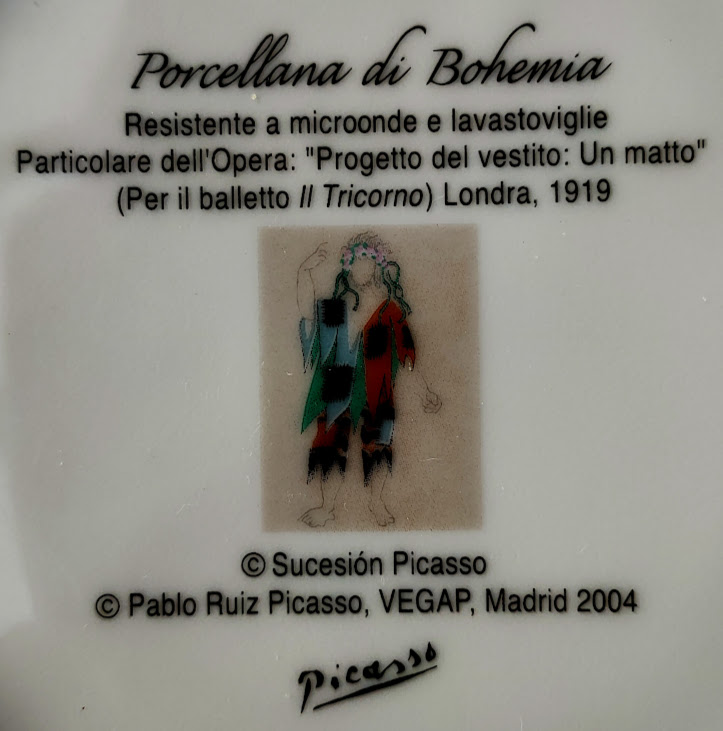 Porcellana di Bohemia
Resistente a microonde e lavastoviglie
Particolare dell'Opera: "Progetto del vestito: Un matto"
(Per il balletto Il Tricorno) Londra, 1919
© Sucesión Picasso
© Pablo Ruiz Picasso, VEGAP, Madrid 2004
Picasso